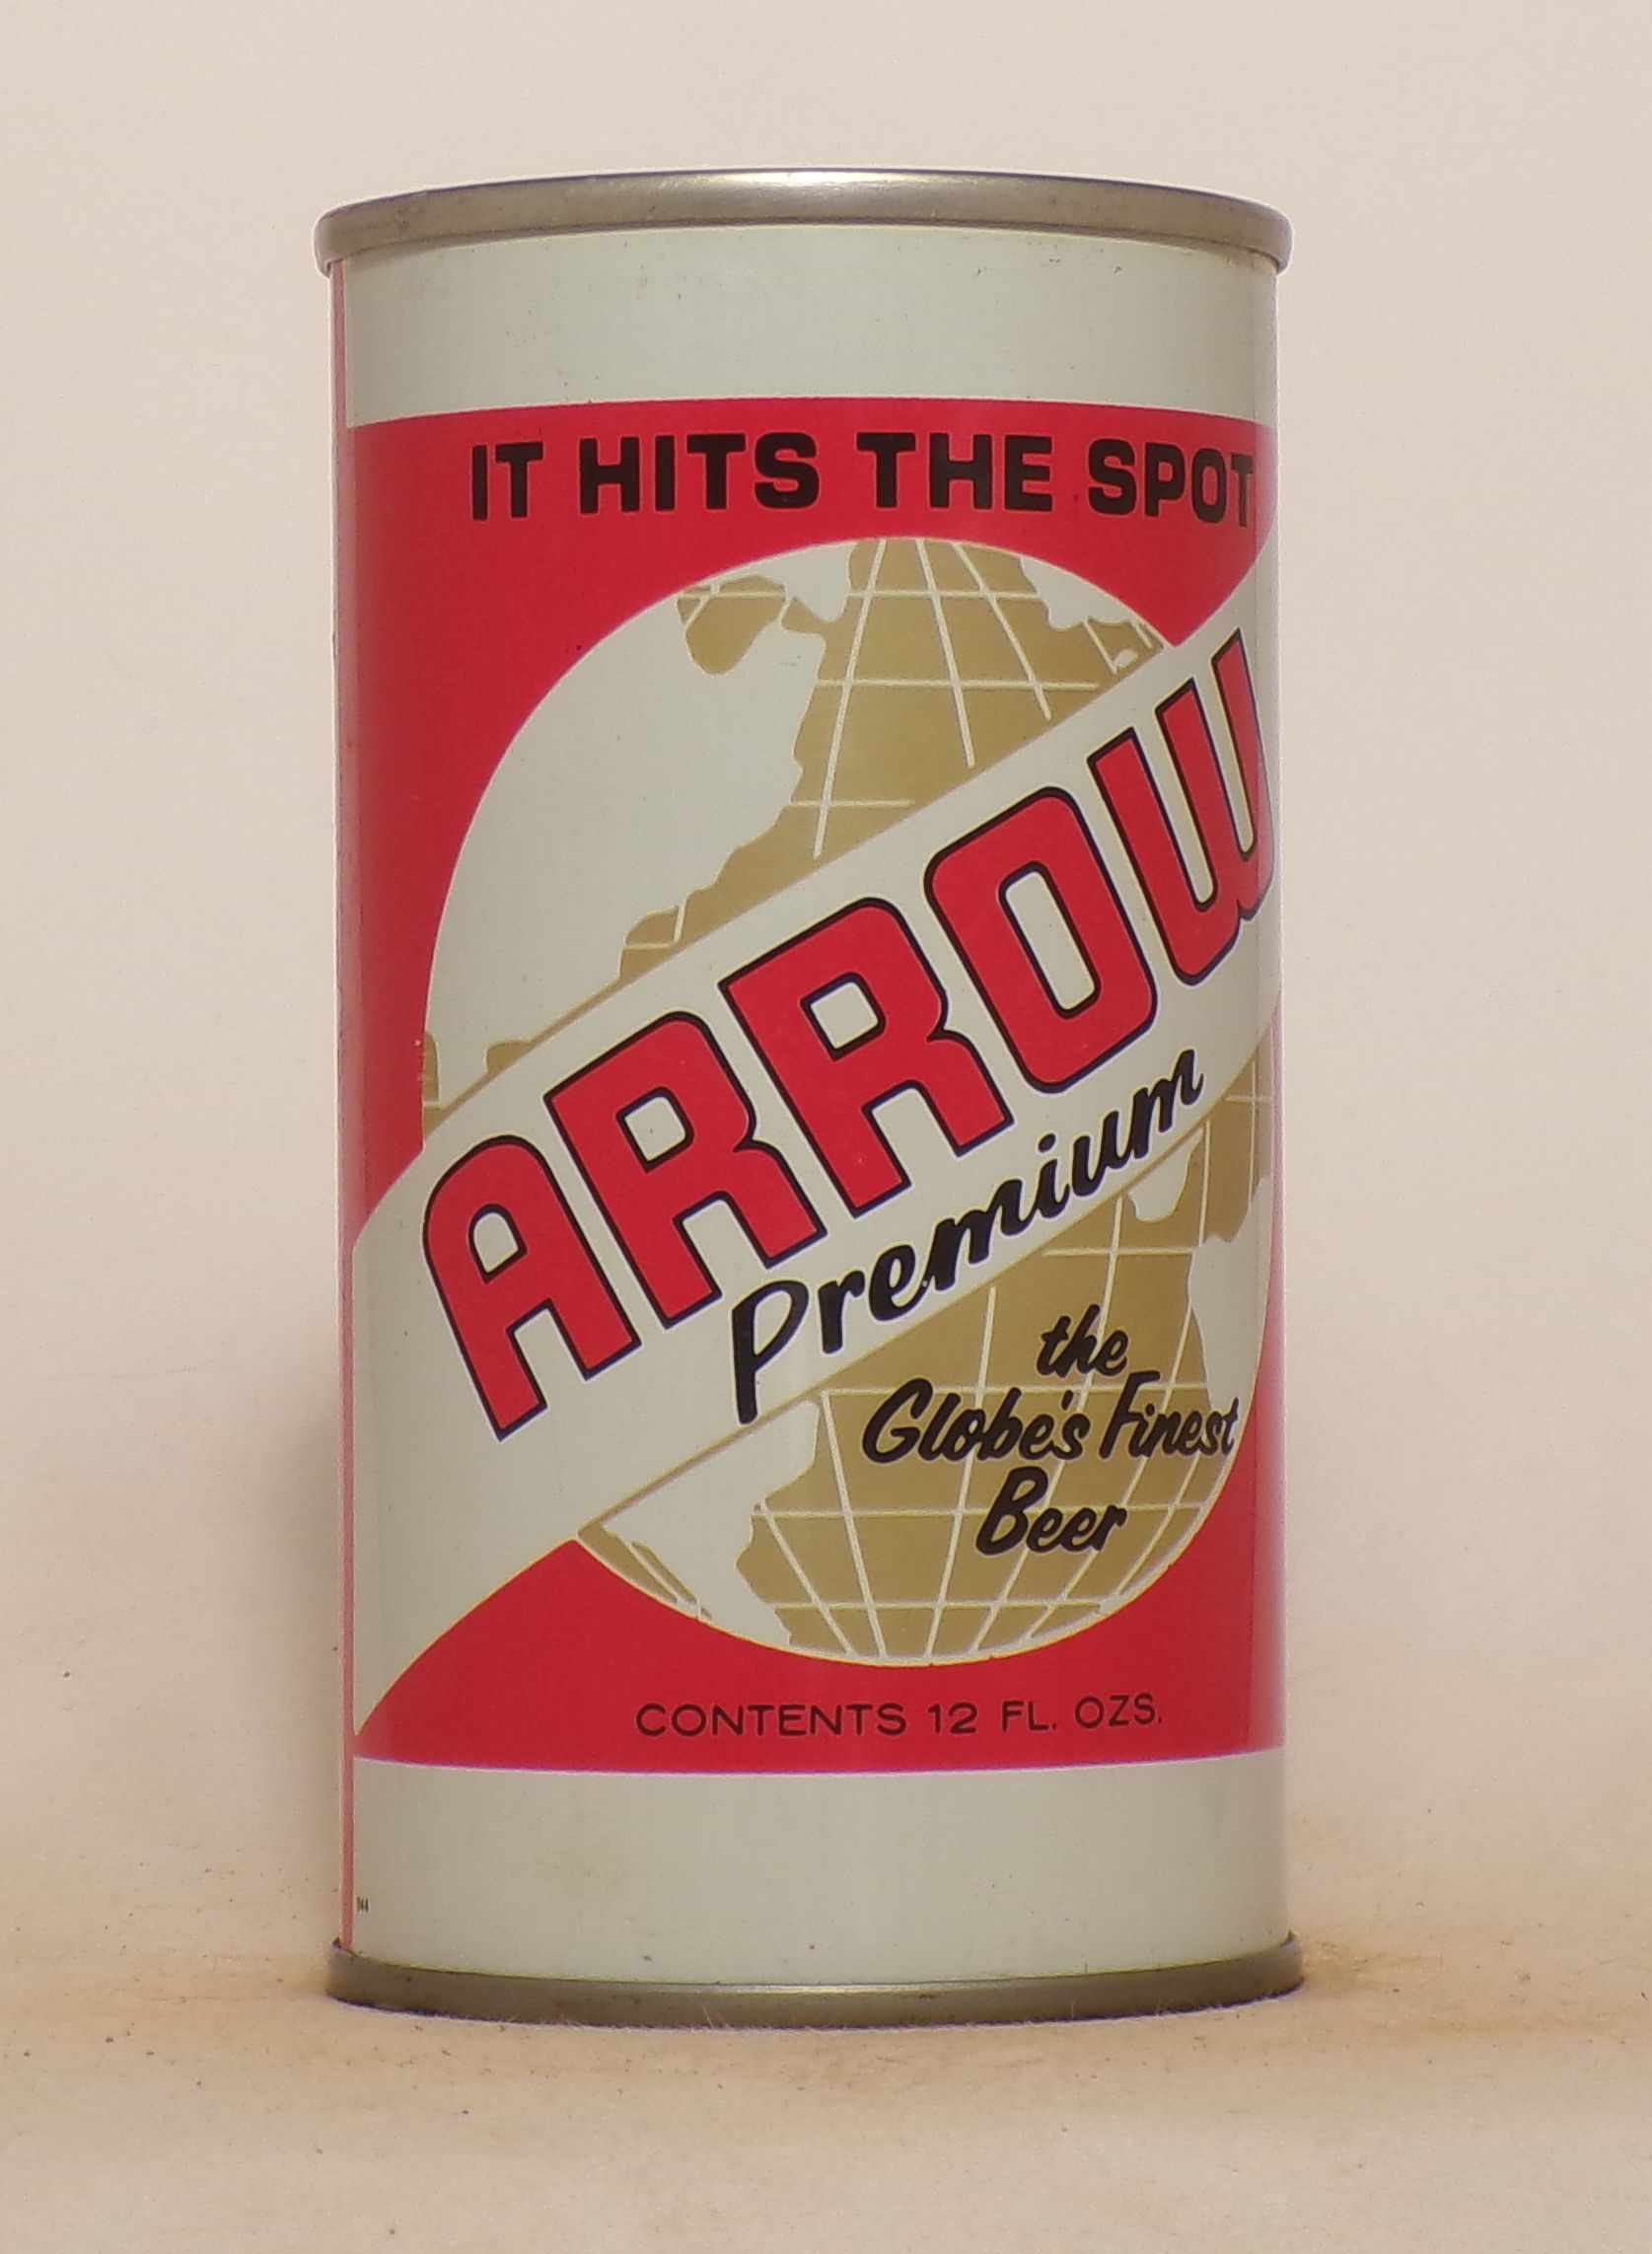 IT HITS THE SPOT
ARROW
Premium
the
Globe's Finest
Beer
CONTENTS 12 FL. OZS.